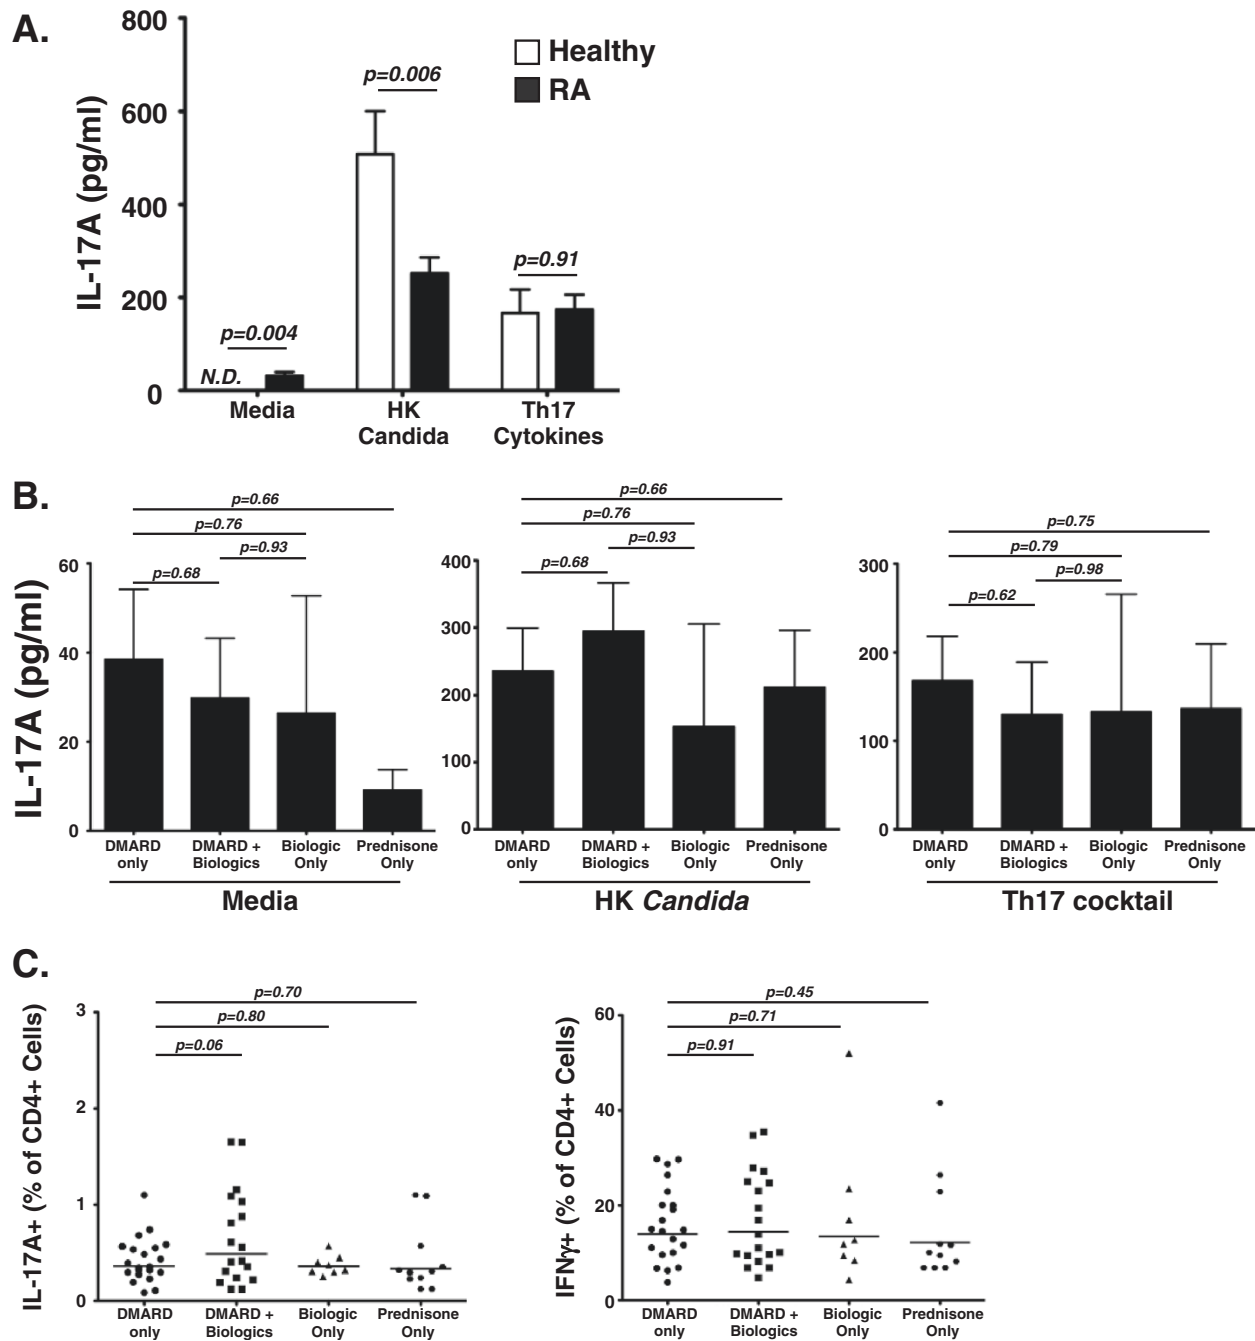 A.
800
600
400
200
0
IL-17A (pg/ml)
Healthy
RA
p=0.006
p=0.91
p=0.004
N.D.
Media
HK
Candida
Th17
Cytokines
B.
IL-17A (pg/ml)
p=0.66
p=0.76
p=0.93
p=0.68
60
40
20
0
DMARD
only
DMARD +
Biologics
Biologic
Only
Prednisone
Only
Media
p=0.66
p=0.76
p=0.93
p=0.68
400
300
200
100
0
DMARD
only
DMARD +
Biologics
Biologic
Only
Prednisone
Only
HK Candida
p=0.75
p=0.79
p=0.98
p=0.62
300
200
100
0
DMARD
only
DMARD +
Biologics
Biologic
Only
Prednisone
Only
Th17 cocktail
C.
IL-17A+ (% of CD4+ Cells)
p=0.70
p=0.80
p=0.06
3
2
1
0
DMARD
only
DMARD +
Biologics
Biologic
Only
Prednisone
Only
IFNγ+ (% of CD4+ Cells)
p=0.45
p=0.71
p=0.91
60
40
20
0
DMARD
only
DMARD +
Biologics
Biologic
Only
Prednisone
Only